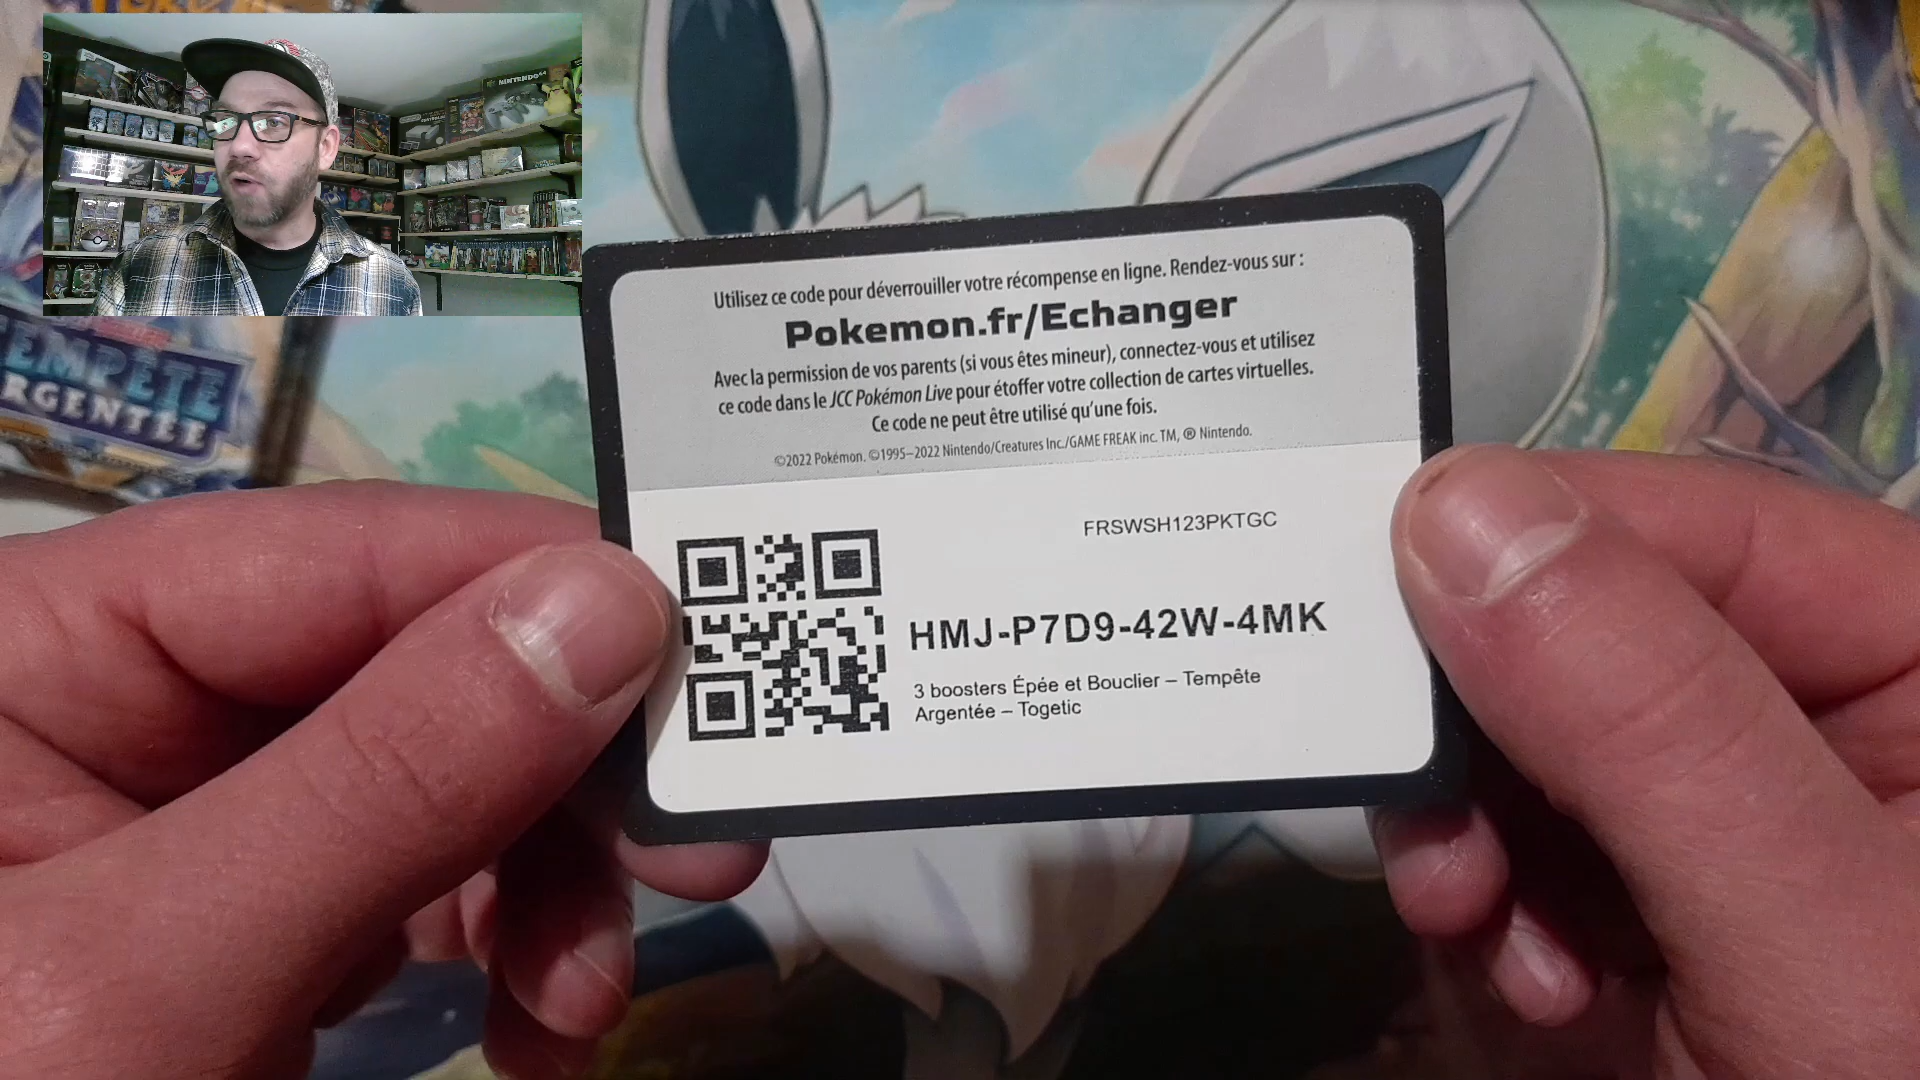 NINTENDO 64
EMPÊTE
RGENTÉE
Utilisez ce code pour déverrouiller votre récompense en ligne. Rendez-vous sur :
Pokemon.fr/Echanger
Avec la permission de vos parents (si vous êtes mineur), connectez-vous et utilisez
ce code dans le JCC Pokémon Live pour étoffer votre collection de cartes virtuelles.
Ce code ne peut être utilisé qu'une fois.
©2022 Pokémon. ©1995–2022 Nintendo/Creatures Inc./GAME FREAK inc. TM, ® Nintendo.
FRSWSH123PKTGC
HMJ-P7D9-42W-4MK
3 boosters Épée et Bouclier – Tempête
Argentée – Togetic